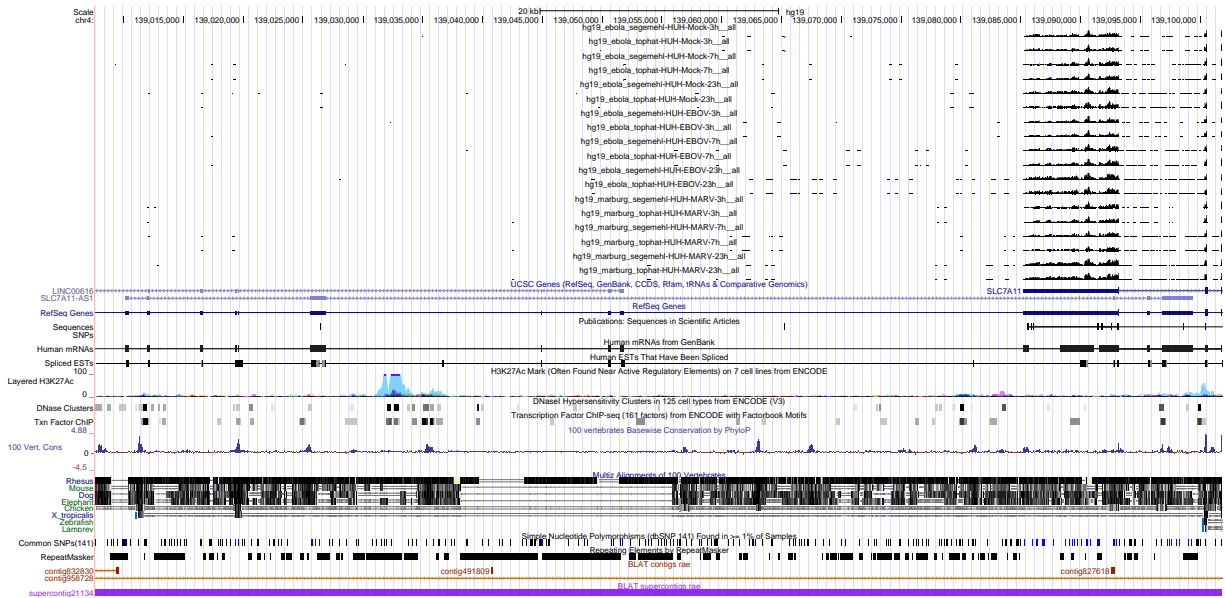 Scale 20 kb hg19
chr4: 139,015,000 139,020,000 139,025,000 139,030,000 139,035,000 139,040,000 139,045,000 139,050,000 139,055,000 139,060,000 139,065,000 139,070,000 139,075,000 139,080,000 139,085,000 139,090,000 139,095,000 139,100,000
hg19_ebola_segemehl-HUH-Mock-3h__all
hg19_ebola_tophat-HUH-Mock-3h__all
hg19_ebola_segemehl-HUH-Mock-7h__all
hg19_ebola_tophat-HUH-Mock-7h__all
hg19_ebola_segemehl-HUH-Mock-23h__all
hg19_ebola_tophat-HUH-Mock-23h__all
hg19_ebola_segemehl-HUH-EBOV-3h__all
hg19_ebola_tophat-HUH-EBOV-3h__all
hg19_ebola_segemehl-HUH-EBOV-7h__all
hg19_ebola_tophat-HUH-EBOV-7h__all
hg19_ebola_segemehl-HUH-EBOV-23h__all
hg19_ebola_tophat-HUH-EBOV-23h__all
hg19_marburg_segemehl-HUH-MARV-3h__all
hg19_marburg_tophat-HUH-MARV-3h__all
hg19_marburg_segemehl-HUH-MARV-7h__all
hg19_marburg_tophat-HUH-MARV-7h__all
hg19_marburg_segemehl-HUH-MARV-23h__all
hg19_marburg_tophat-HUH-MARV-23h__all
UCSC Genes (RefSeq, GenBank, CCDS, Rfam, tRNAs & Comparative Genomics)
LINC00616 SLC7A11
SLC7A11-AS1
RefSeq Genes
RefSeq Genes
Publications: Sequences in Scientific Articles
Sequences
SNPs
Human mRNAs from GenBank
Human mRNAs
Human ESTs That Have Been Spliced
Spliced ESTs
100 _ H3K27Ac Mark (Often Found Near Active Regulatory Elements) on 7 cell lines from ENCODE
Layered H3K27Ac
0 _
DNaseI Hypersensitivity Clusters in 125 cell types from ENCODE (V3)
DNase Clusters
Transcription Factor ChIP-seq (161 factors) from ENCODE with Factorbook Motifs
Txn Factor ChIP
4.88 _ 100 vertebrates Basewise Conservation by PhyloP
100 Vert. Cons
0 -
-4.5 _
Multiz Alignments of 100 Vertebrates
Rhesus
Mouse
Dog
Elephant
Chicken
X_tropicalis
Zebrafish
Lamprey
Simple Nucleotide Polymorphisms (dbSNP 141) Found in >= 1% of Samples
Common SNPs(141)
Repeating Elements by RepeatMasker
RepeatMasker
BLAT contigs rae
contig832830 contig491809 contig827618
contig958728
BLAT supercontigs rae
supercontig21134